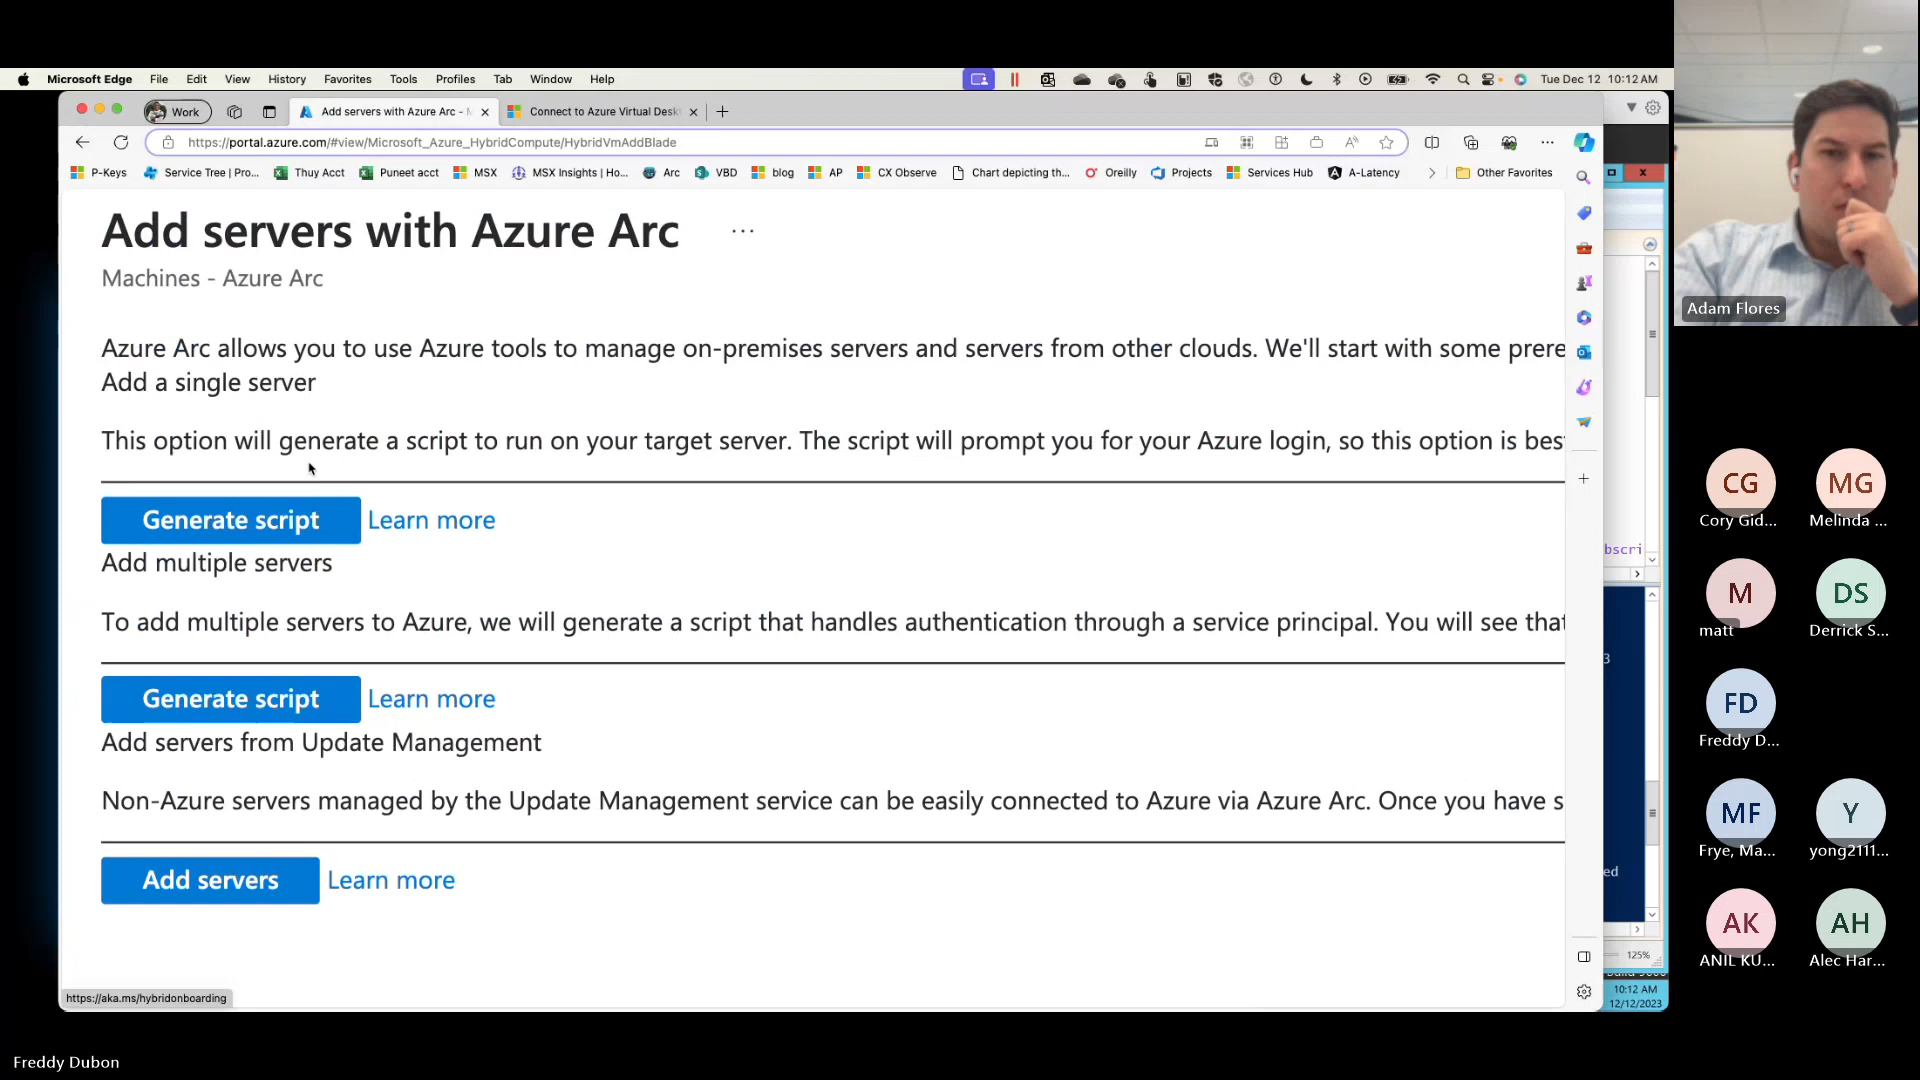 Microsoft Edge File Edit View History Favorites Tools Profiles Tab Window Help Tue Dec 12 10:12 AM
Work Add servers with Azure Arc - M Connect to Azure Virtual Desk
https://portal.azure.com/#view/Microsoft_Azure_HybridCompute/HybridVmAddBlade
P-Keys Service Tree | Pro... Thuy Acct Puneet acct MSX MSX Insights | Ho... Arc VBD blog AP CX Observe Chart depicting th... Oreilly Projects Services Hub A-Latency Other Favorites
Add servers with Azure Arc ...
Machines - Azure Arc
Azure Arc allows you to use Azure tools to manage on-premises servers and servers from other clouds. We'll start with some prere
Add a single server
This option will generate a script to run on your target server. The script will prompt you for your Azure login, so this option is bes
Generate script Learn more
Add multiple servers
To add multiple servers to Azure, we will generate a script that handles authentication through a service principal. You will see that
Generate script Learn more
Add servers from Update Management
Non-Azure servers managed by the Update Management service can be easily connected to Azure via Azure Arc. Once you have s
Add servers Learn more
https://aka.ms/hybridonboarding
bscri
3
ed
125%
10:12 AM
12/12/2023
Adam Flores
CG MG
Cory Gid... Melinda ...
M DS
matt Derrick S...
FD
Freddy D...
MF Y
Frye, Ma... yong2111...
AK AH
ANIL KU... Alec Har...
Freddy Dubon